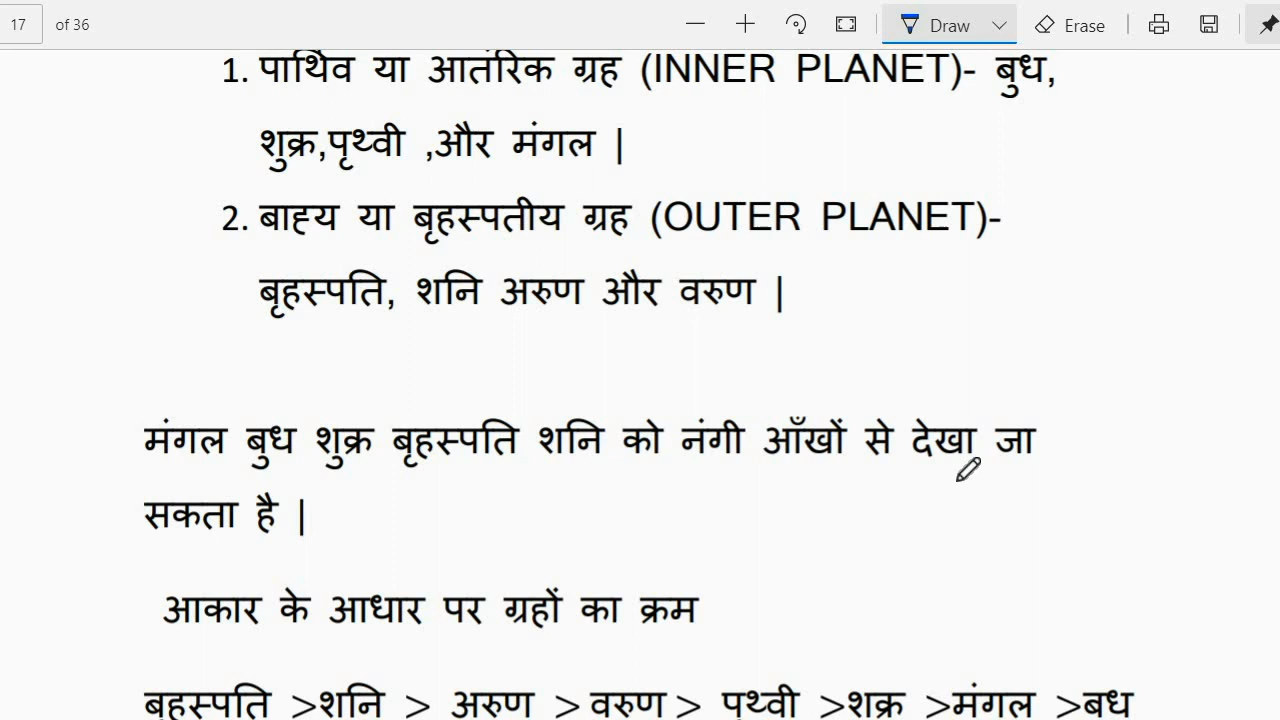 17 of 36 Draw Erase
1. पार्थिव या आतंरिक ग्रह (INNER PLANET)- बुध,
शुक्र,पृथ्वी ,और मंगल |
2. बाह्य या बृहस्पतीय ग्रह (OUTER PLANET)-
बृहस्पति, शनि अरुण और वरुण |
मंगल बुध शुक्र बृहस्पति शनि को नंगी आँखों से देखा जा
सकता है |
आकार के आधार पर ग्रहों का क्रम
बृहस्पति >शनि > अरुण > वरुण > पृथ्वी >शुक्र >मंगल >बुध